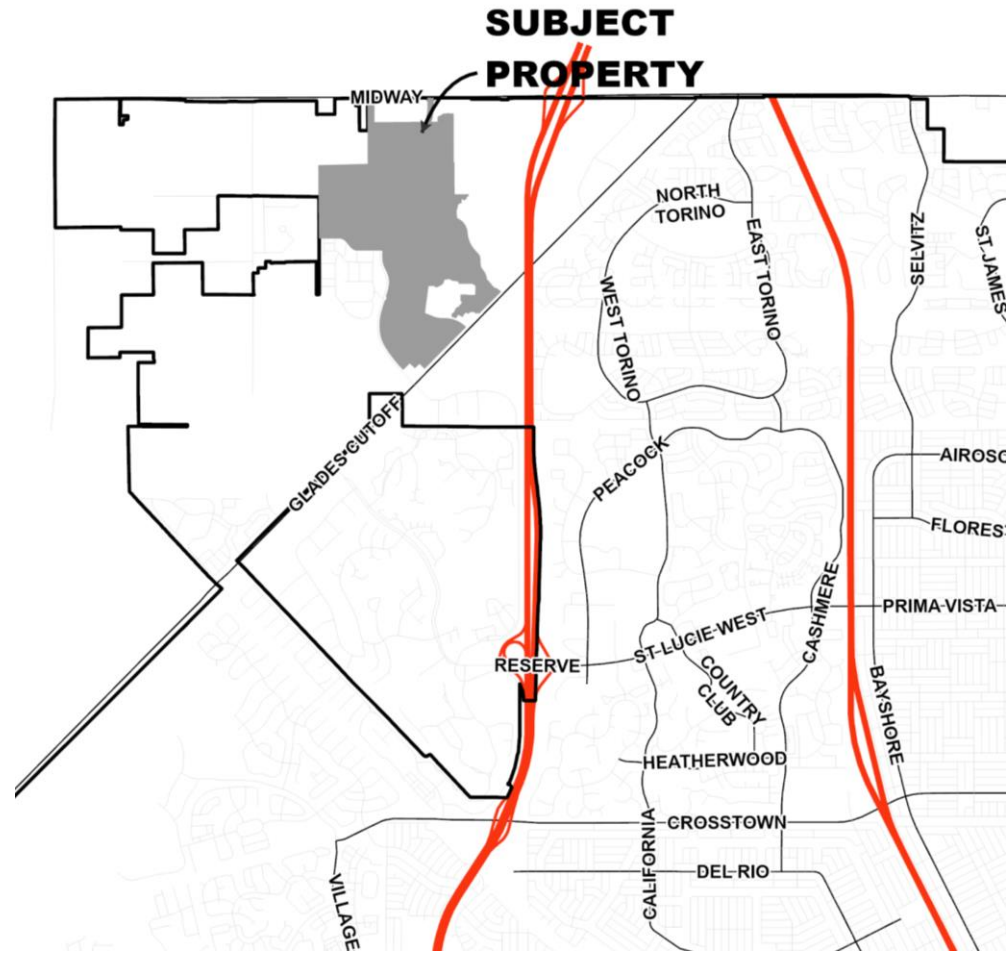 SUBJECT
PROPERTY
MIDWAY
NORTH
TORINO
EAST TORINO
SELVITZ
ST. JAMES
WEST TORINO
GLADES CUTOFF
PEACOCK
AIROSO
FLORES
CASHMERE
PRIMA VISTA
ST LUCIE WEST
RESERVE
COUNTRY
CLUB
BAYSHORE
HEATHERWOOD
CALIFORNIA
CROSSTOWN
DEL RIO
VILLAGE